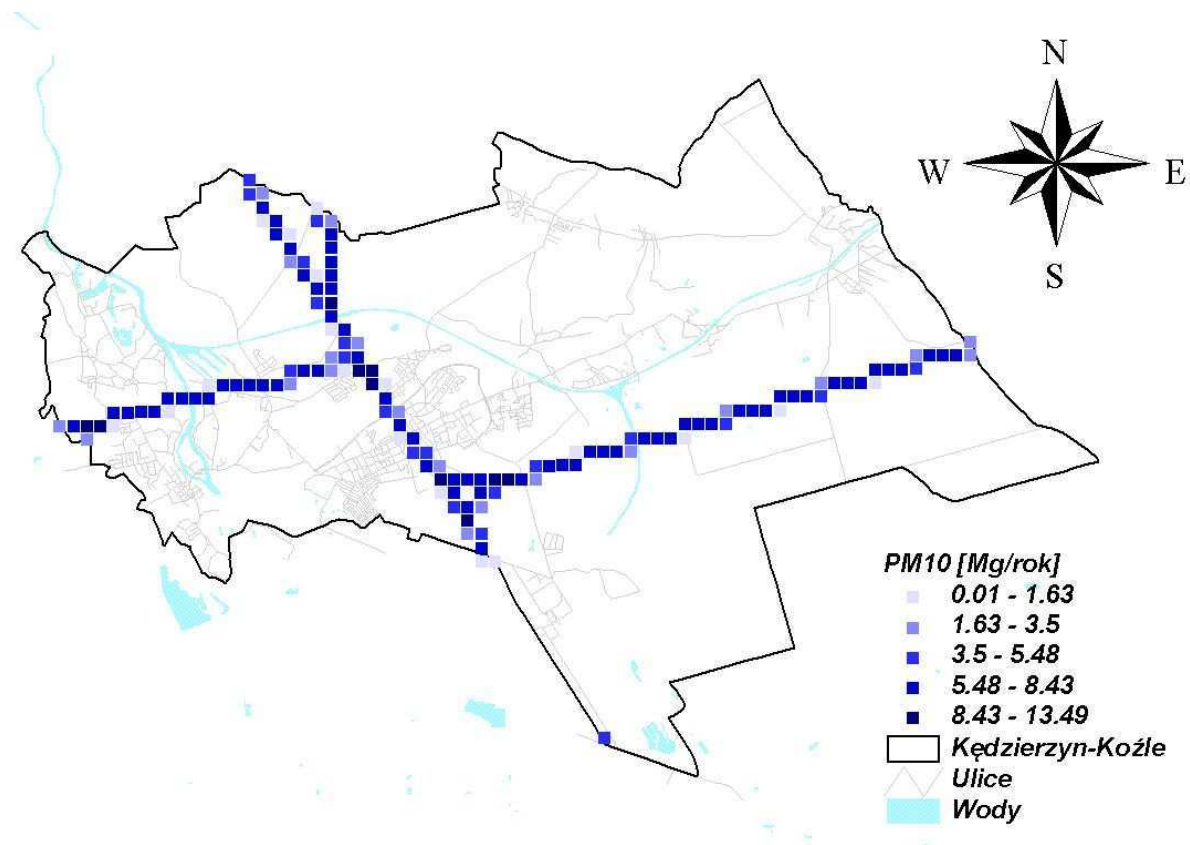 N
W E
S
PM10 [Mg/rok]
0.01 - 1.63
1.63 - 3.5
3.5 - 5.48
5.48 - 8.43
8.43 - 13.49
Kędzierzyn-Koźle
Ulice
Wody